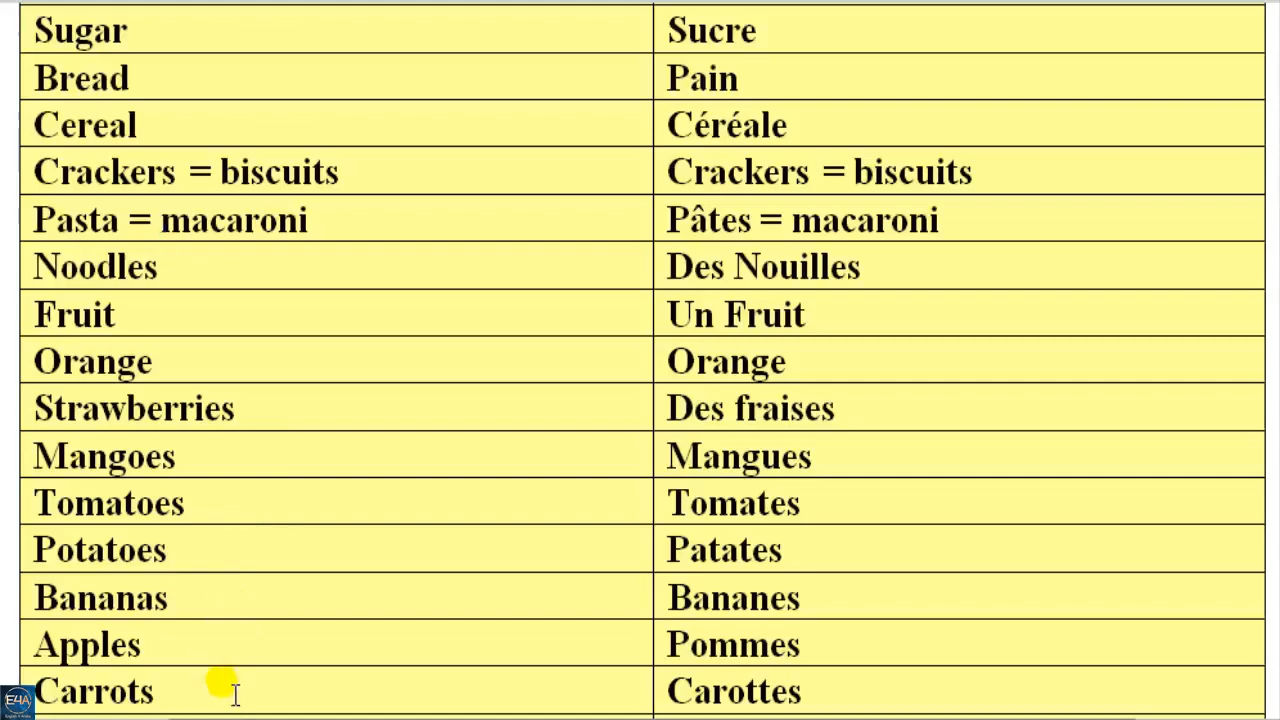 Sugar Sucre
Bread Pain
Cereal Céréale
Crackers = biscuits Crackers = biscuits
Pasta = macaroni Pâtes = macaroni
Noodles Des Nouilles
Fruit Un Fruit
Orange Orange
Strawberries Des fraises
Mangoes Mangues
Tomatoes Tomates
Potatoes Patates
Bananas Bananes
Apples Pommes
Carrots Carottes
E4A